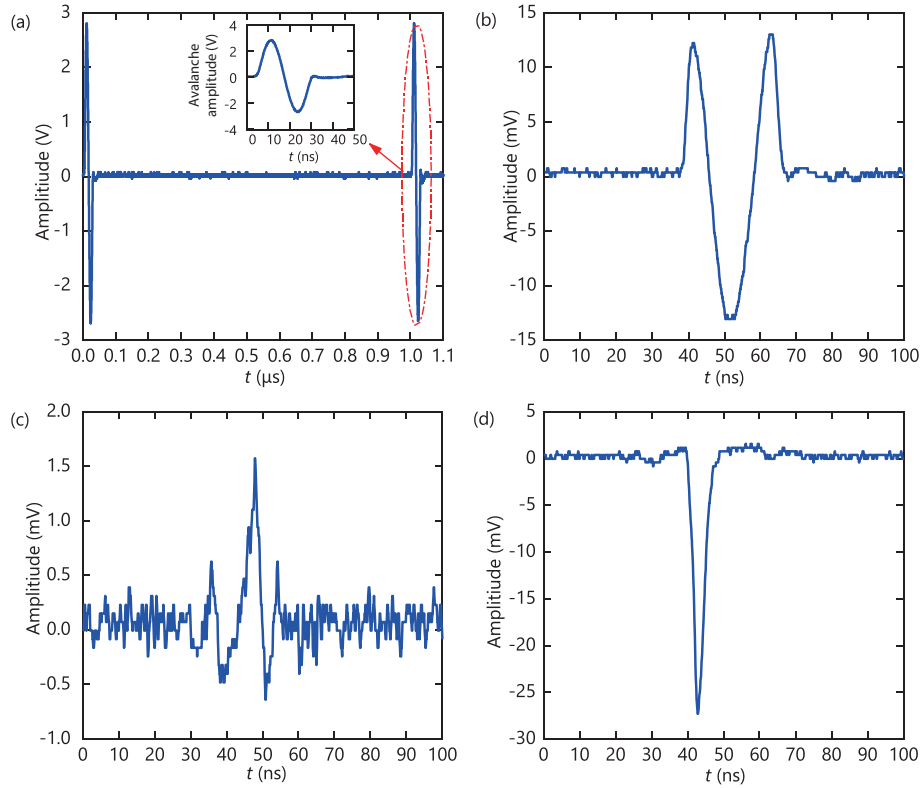 (a)
Amplitiude (V)
3
2
1
0
-1
-2
-3
0.0 0.1 0.2 0.3 0.4 0.5 0.6 0.7 0.8 0.9 1.0 1.1
t (μs)
Avalanche
amplitude (V)
4
2
0
-2
-4
0 10 20 30 40 50
t (ns)
(b)
Amplitiude (mV)
15
10
5
0
-5
-10
-15
0 10 20 30 40 50 60 70 80 90 100
t (ns)
(c)
Amplitiude (mV)
2.0
1.5
1.0
0.5
0.0
-0.5
-1.0
0 10 20 30 40 50 60 70 80 90 100
t (ns)
(d)
Amplitiude (mV)
5
0
-5
-10
-15
-20
-25
-30
0 10 20 30 40 50 60 70 80 90 100
t (ns)